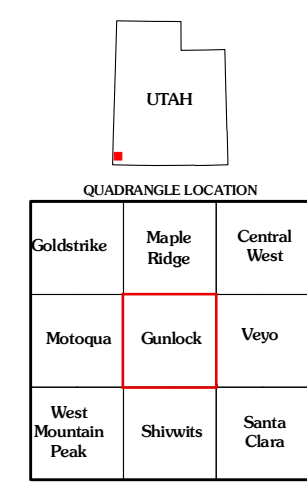 UTAH
QUADRANGLE LOCATION
Goldstrike
Maple
Ridge
Central
West
Motoqua
Gunlock
Veyo
West
Mountain
Peak
Shivwits
Santa
Clara